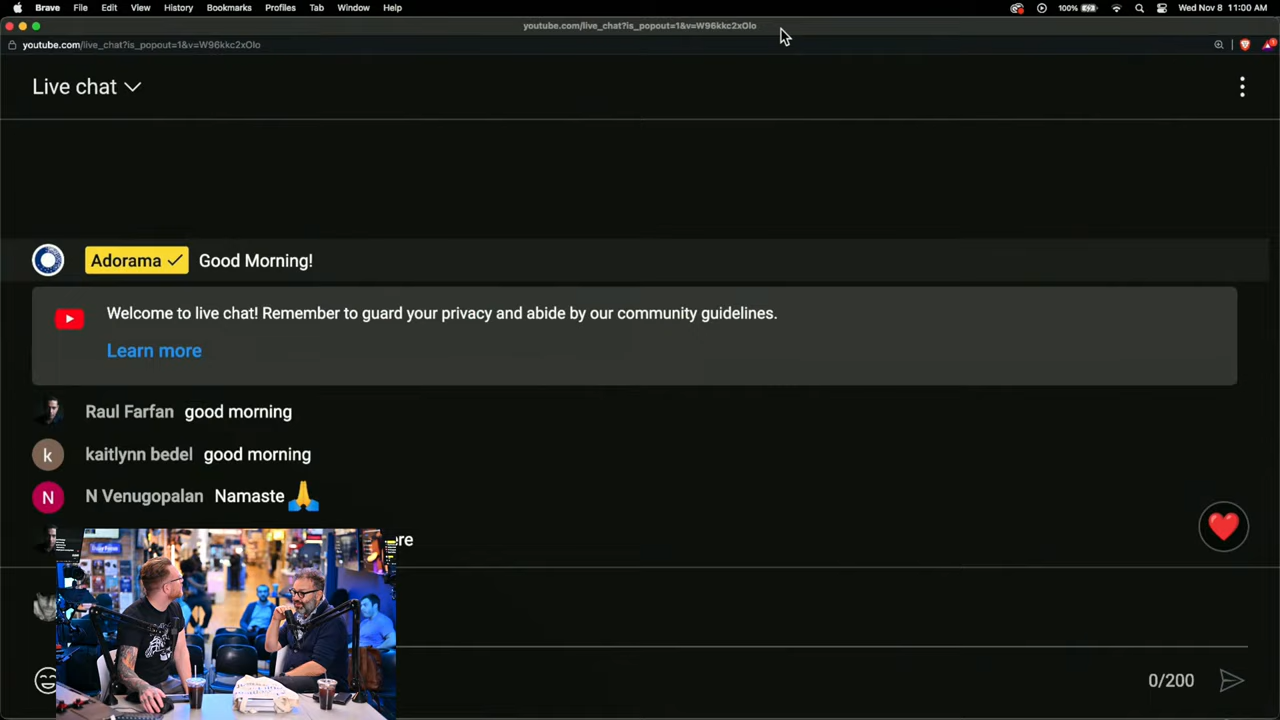 Brave File Edit View History Bookmarks Profiles Tab Window Help 100% Wed Nov 8 11:00 AM
youtube.com/live_chat?is_popout=1&v=W96kkc2xOlo
youtube.com/live_chat?is_popout=1&v=W96kkc2xOlo
Live chat
Adorama Good Morning!
Welcome to live chat! Remember to guard your privacy and abide by our community guidelines.
Learn more
Raul Farfan good morning
k kaitlynn bedel good morning
N N Venugopalan Namaste 🙏
ere
0/200